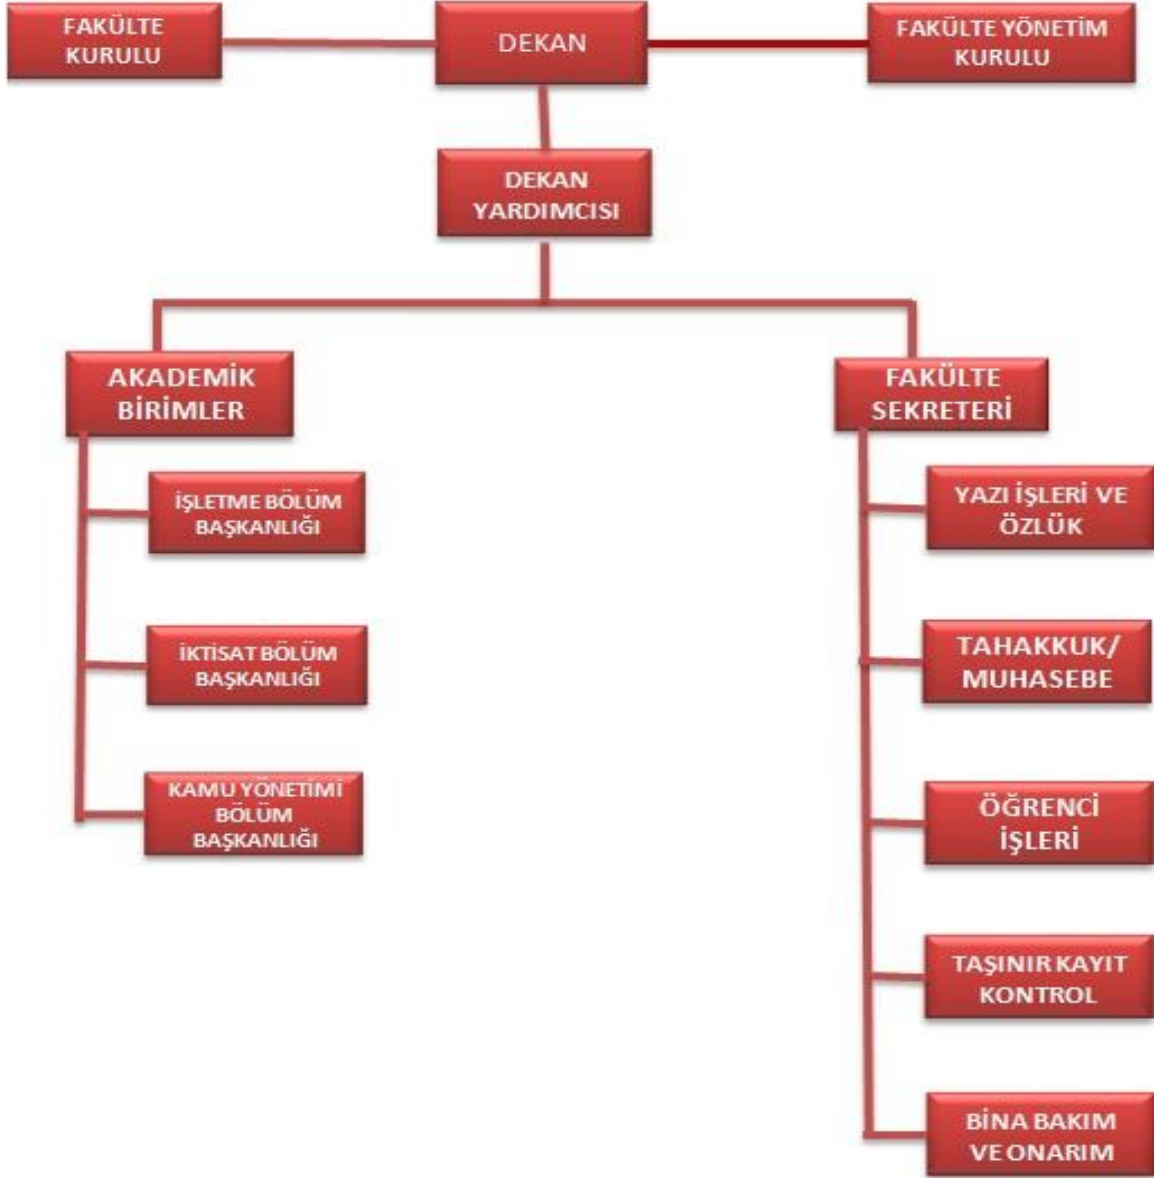 FAKÜLTE
KURULU
DEKAN
FAKÜLTE YÖNETİM
KURULU
DEKAN
YARDIMCISI
AKADEMİK
BİRİMLER
İŞLETME BÖLÜM
BAŞKANLIĞI
İKTİSAT BÖLÜM
BAŞKANLIĞI
KAMU YÖNETİMİ
BÖLÜM
BAŞKANLIĞI
FAKÜLTE
SEKRETERİ
YAZI İŞLERİ VE
ÖZLÜK
TAHAKKUK/
MUHASEBE
ÖĞRENCİ
İŞLERİ
TAŞINIR KAYIT
KONTROL
BİNA BAKIM
VE ONARIM